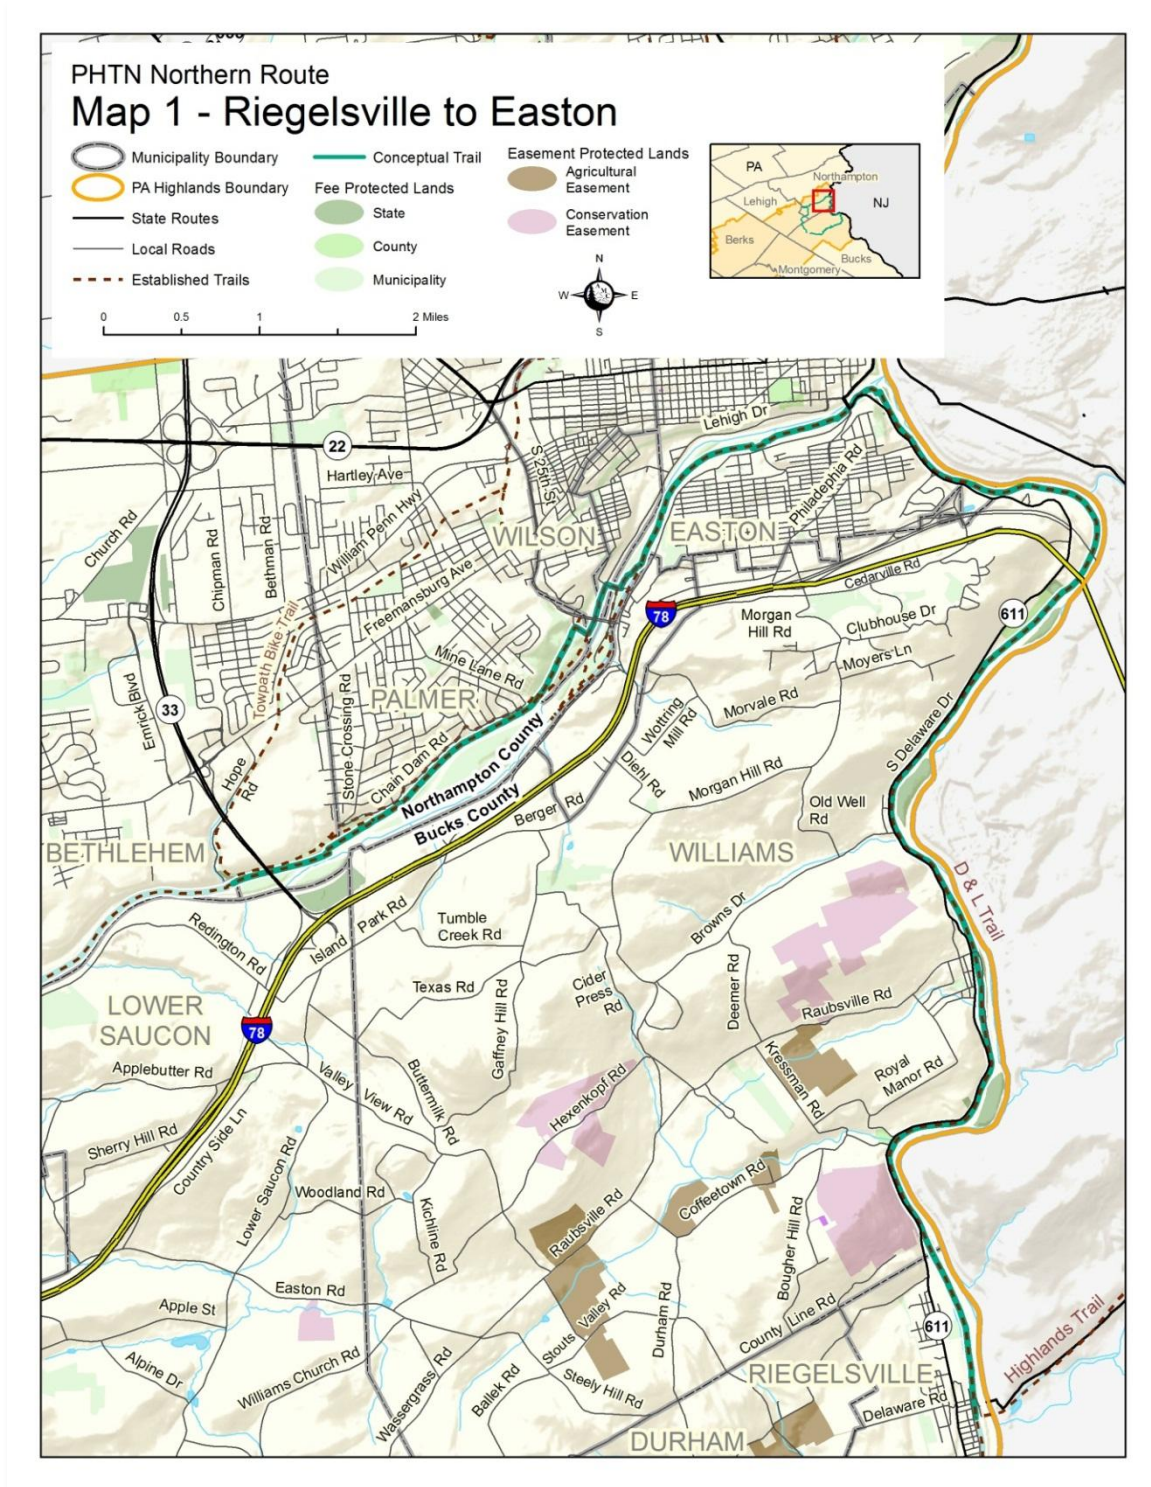 PHTN Northern Route
Map 1 - Riegelsville to Easton
Municipality Boundary
PA Highlands Boundary
State Routes
Local Roads
Established Trails
Conceptual Trail
Fee Protected Lands
State
County
Municipality
Easement Protected Lands
Agricultural
Easement
Conservation
Easement
0 0.5 1 2 Miles
N
W E
S
PA
Northampton
Lehigh
NJ
Berks
Bucks
Montgomery
22
Lehigh Dr
Hartley Ave
S 25th St
Philadephia Rd
Church Rd
William Penn Hwy
WILSON
EASTON
Chipman Rd
Bethman Rd
Freemansburg Ave
Cedarville Rd
78
Morgan
Hill Rd
Clubhouse Dr
611
Towpath Bike Trail
Mine Lane Rd
Moyers Ln
PALMER
Emrick Blvd
33
Stone Crossing Rd
Wottring
Mill Rd
Morvale Rd
S Delaware Dr
Hope
Rd
Chain Dam Rd
Northampton County
Bucks County
Diehl Rd
Morgan Hill Rd
Berger Rd
Old Well
Rd
BETHLEHEM
WILLIAMS
D & L Trail
Redington Rd
Island Park Rd
Tumble
Creek Rd
Browns Dr
Texas Rd
Gaffney Hill Rd
Cider
Press
Rd
Deemer Rd
Raubsville Rd
LOWER
SAUCON
78
Applebutter Rd
Valley
View Rd
Buttermilk Rd
Hexenkopf Rd
Kressman Rd
Royal
Manor Rd
Sherry Hill Rd
Country Side Ln
Lower Saucon Rd
Woodland Rd
Kichline Rd
Coffeetown Rd
Raubsville Rd
Bougher Hill Rd
Easton Rd
Apple St
Stouts Valley Rd
Durham Rd
County Line Rd
611
Highlands Trail
Alpine Dr
Williams Church Rd
Wassergrass Rd
Ballek Rd
Steely Hill Rd
RIEGELSVILLE
Delaware Rd
DURHAM